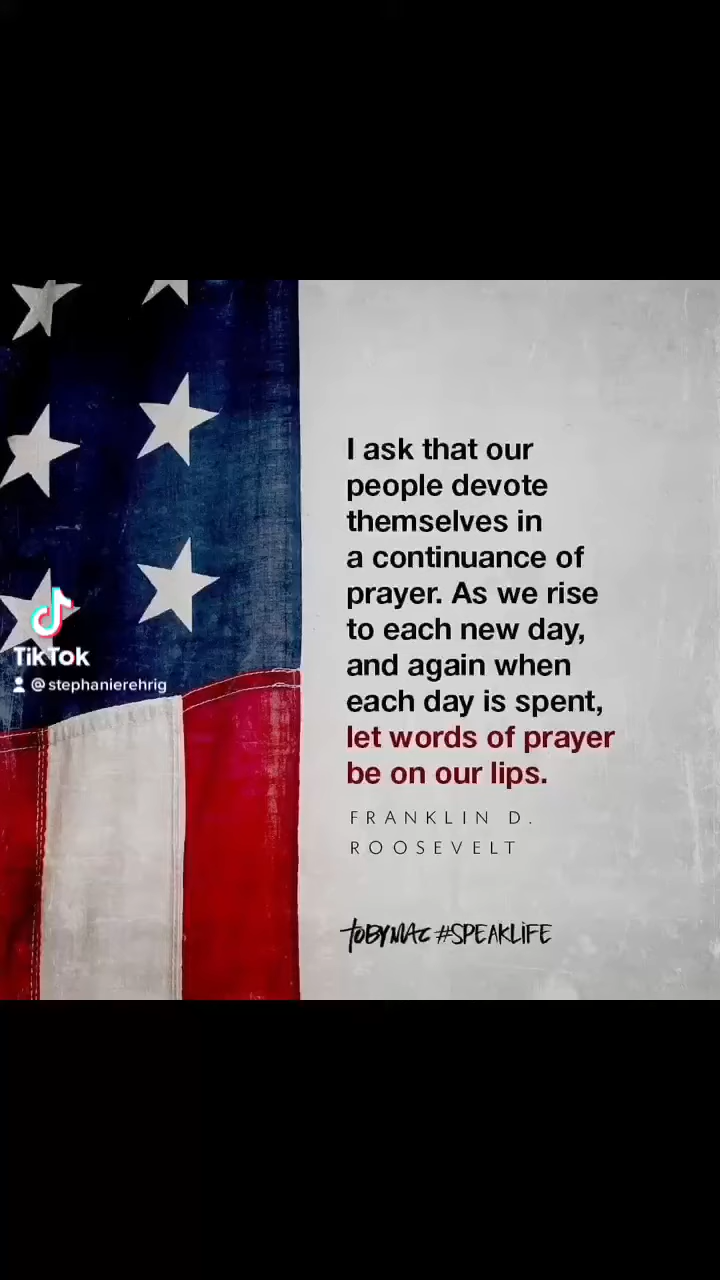 I ask that our
people devote
themselves in
a continuance of
prayer. As we rise
to each new day,
and again when
each day is spent,
let words of prayer
be on our lips.
FRANKLIN D.
ROOSEVELT
TOBYMAC #SPEAKLIFE
TikTok
@stephanierehrig